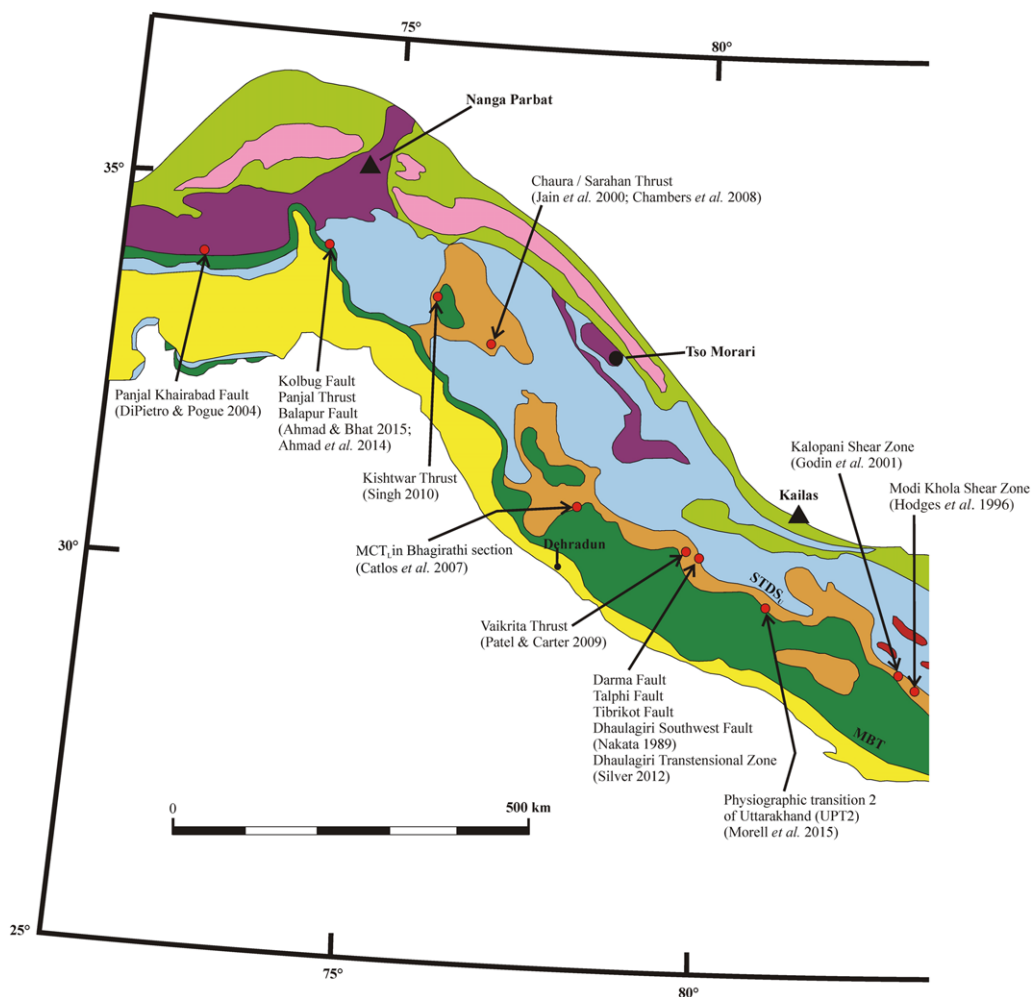 75°
80°
Nanga Parbat
35°
Chaura / Sarahan Thrust
(Jain et al. 2000; Chambers et al. 2008)
Tso Morari
Panjal Khairabad Fault
(DiPietro & Pogue 2004)
Kolbug Fault
Panjal Thrust
Balapur Fault
(Ahmad & Bhat 2015;
Ahmad et al. 2014)
Kishtwar Thrust
(Singh 2010)
Kalopani Shear Zone
(Godin et al. 2001)
Modi Khola Shear Zone
(Hodges et al. 1996)
Kailas
30°
MCTL in Bhagirathi section
(Catlos et al. 2007)
Dehradun
STDSU
Vaikrita Thrust
(Patel & Carter 2009)
Darma Fault
Talphi Fault
Tibrikot Fault
Dhaulagiri Southwest Fault
(Nakata 1989)
Dhaulagiri Transtensional Zone
(Silver 2012)
MBT
Physiographic transition 2
of Uttarakhand (UPT2)
(Morell et al. 2015)
0
500 km
25°
75°
80°